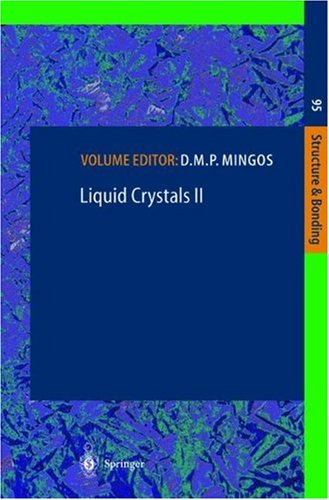 VOLUME EDITOR: D.M.P. MINGOS
Liquid Crystals II
95
Structure & Bonding
Springer